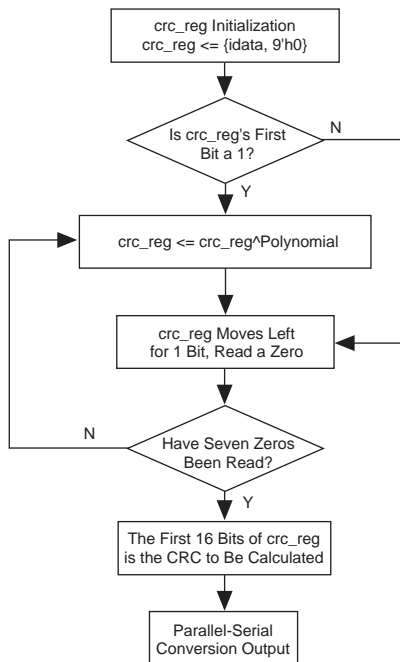 crc_reg Initialization
crc_reg <= {idata, 9'h0}
Is crc_reg's First
Bit a 1?
N
Y
crc_reg <= crc_reg^Polynomial
crc_reg Moves Left
for 1 Bit, Read a Zero
N
Have Seven Zeros
Been Read?
Y
The First 16 Bits of crc_reg
is the CRC to Be Calculated
Parallel-Serial
Conversion Output